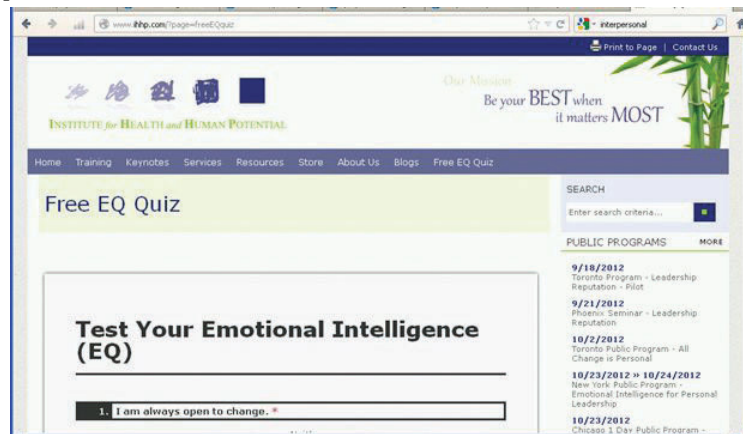 www.ihhp.com/?page=freeEQquiz
interpersonal
Print to Page | Contact Us
Our Mission
Be your BEST when
it matters MOST
INSTITUTE for HEALTH and HUMAN POTENTIAL
Home Training Keynotes Services Resources Store About Us Blogs Free EQ Quiz
Free EQ Quiz
SEARCH
Enter search criteria...
PUBLIC PROGRAMS MORE
9/18/2012
Toronto Program - Leadership
Reputation - Pilot
9/21/2012
Phoenix Seminar - Leadership
Reputation
10/2/2012
Toronto Public Program - All
Change is Personal
10/23/2012 » 10/24/2012
New York Public Program -
Emotional Intelligence for Personal
Leadership
10/23/2012
Chicago 1 Day Public Program -
Test Your Emotional Intelligence
(EQ)
1. I am always open to change. *